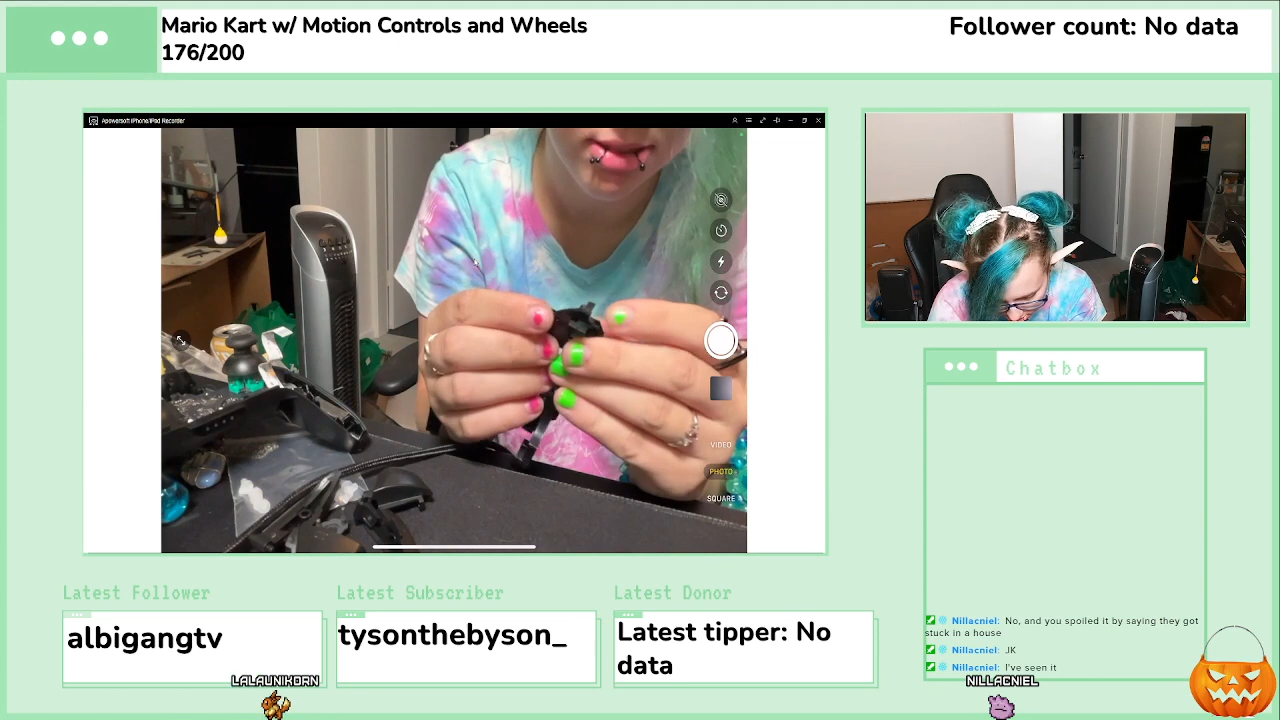 Mario Kart w/ Motion Controls and Wheels
176/200
Follower count: No data
Apowersoft iPhone/iPad Recorder
VIDEO
PHOTO
SQUARE
Chatbox
Nillacniel: No, and you spoiled it by saying they got
stuck in a house
Nillacniel: JK
Nillacniel: I've seen it
Latest Follower
albigangtv
Latest Subscriber
tysonthebyson_
Latest Donor
Latest tipper: No
data
LALAUNIKORN
NILLACNIEL